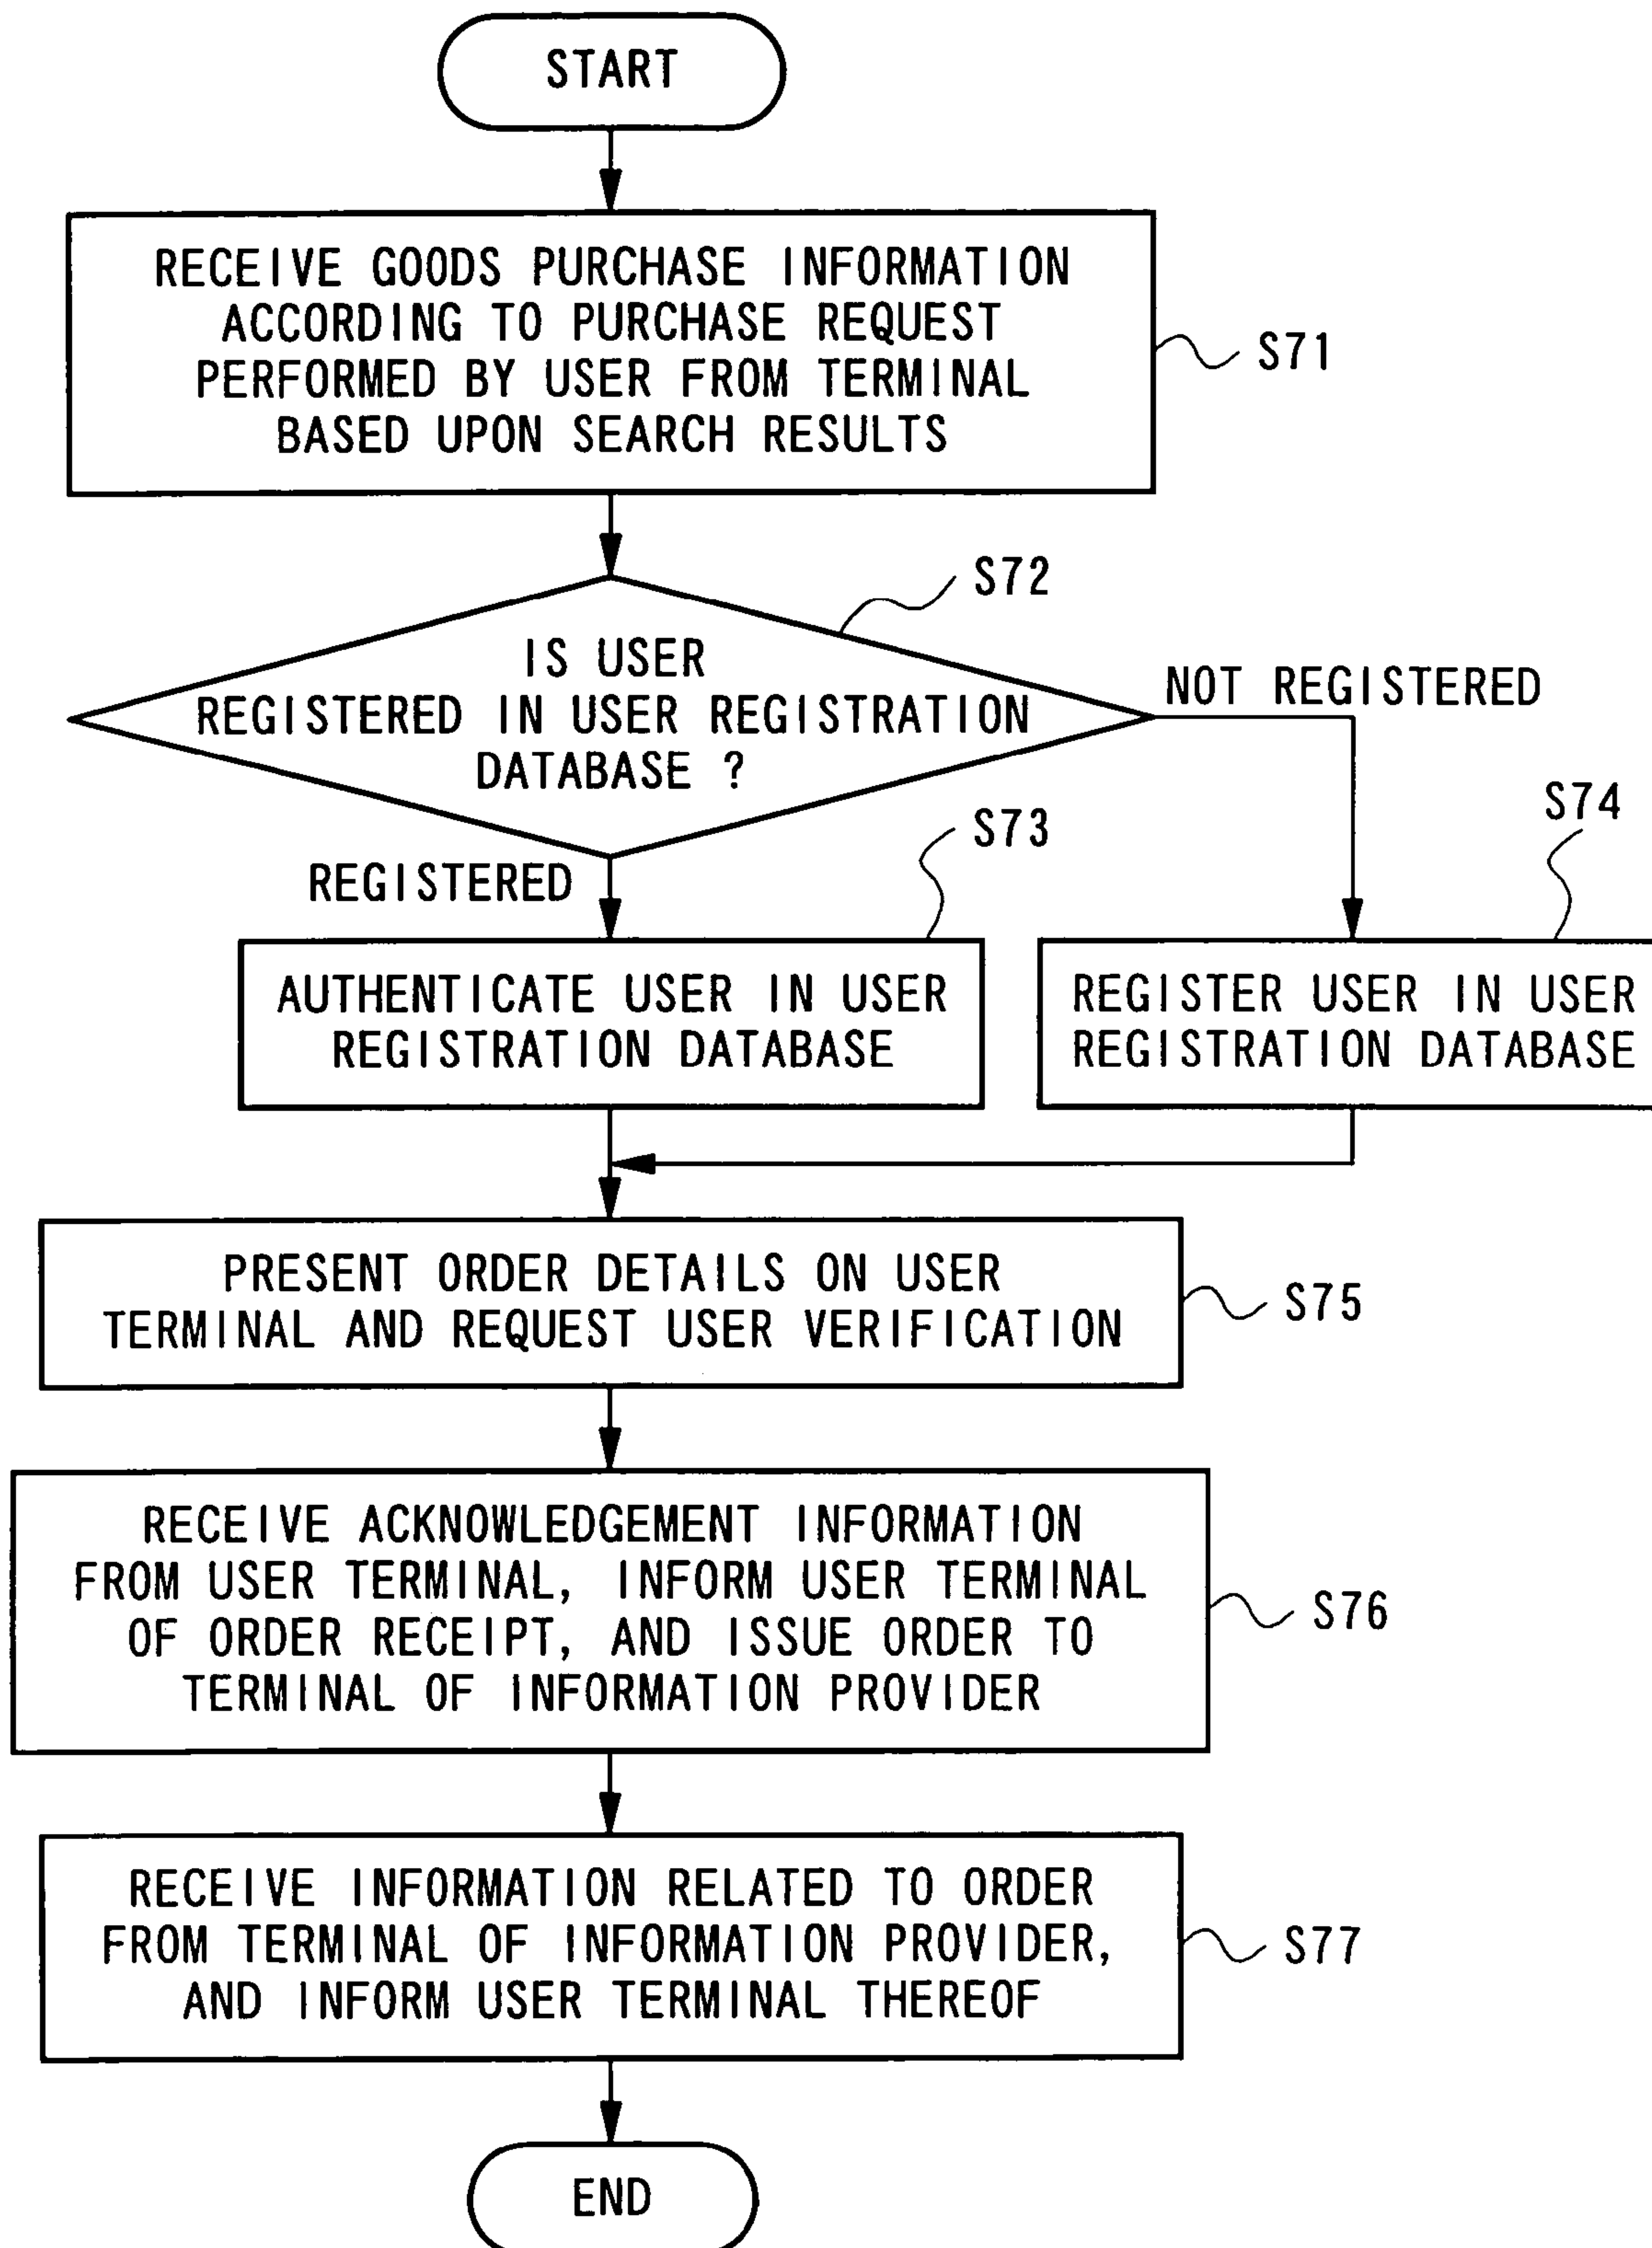 START
RECEIVE GOODS PURCHASE INFORMATION
ACCORDING TO PURCHASE REQUEST
PERFORMED BY USER FROM TERMINAL
BASED UPON SEARCH RESULTS
S71
S72
IS USER
REGISTERED IN USER REGISTRATION
DATABASE ?
NOT REGISTERED
REGISTERED
S73
S74
AUTHENTICATE USER IN USER
REGISTRATION DATABASE
REGISTER USER IN USER
REGISTRATION DATABASE
PRESENT ORDER DETAILS ON USER
TERMINAL AND REQUEST USER VERIFICATION
S75
RECEIVE ACKNOWLEDGEMENT INFORMATION
FROM USER TERMINAL, INFORM USER TERMINAL
OF ORDER RECEIPT, AND ISSUE ORDER TO
TERMINAL OF INFORMATION PROVIDER
S76
RECEIVE INFORMATION RELATED TO ORDER
FROM TERMINAL OF INFORMATION PROVIDER,
AND INFORM USER TERMINAL THEREOF
S77
END